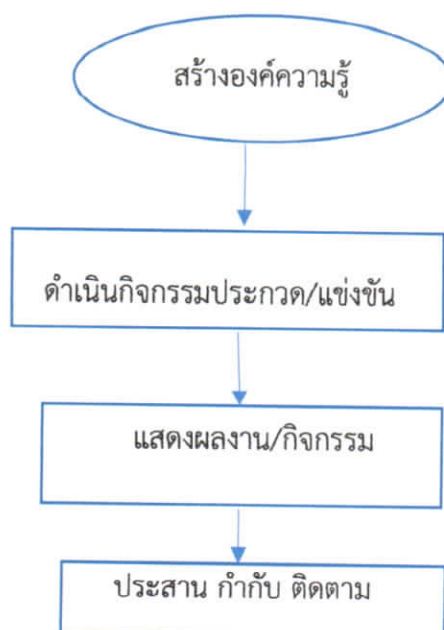 สร้างองค์ความรู้
ดำเนินกิจกรรมประกวด/แข่งขัน
แสดงผลงาน/กิจกรรม
ประสาน กำกับ ติดตาม